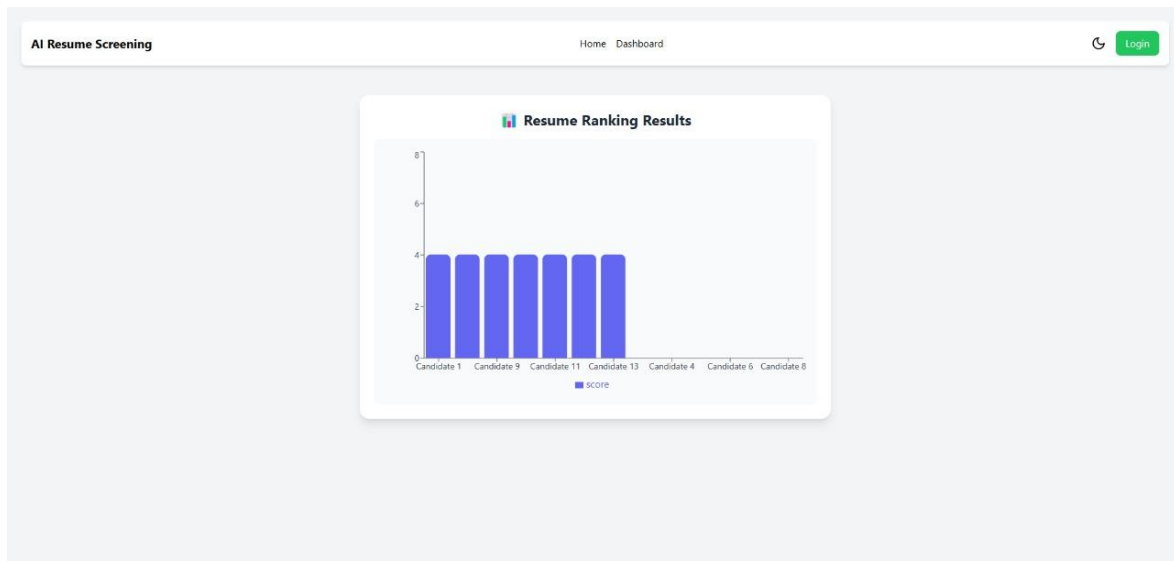 AI Resume Screening
Home Dashboard
Login
Resume Ranking Results
8
6
4
2
0
Candidate 1 Candidate 9 Candidate 11 Candidate 13 Candidate 4 Candidate 6 Candidate 8
score